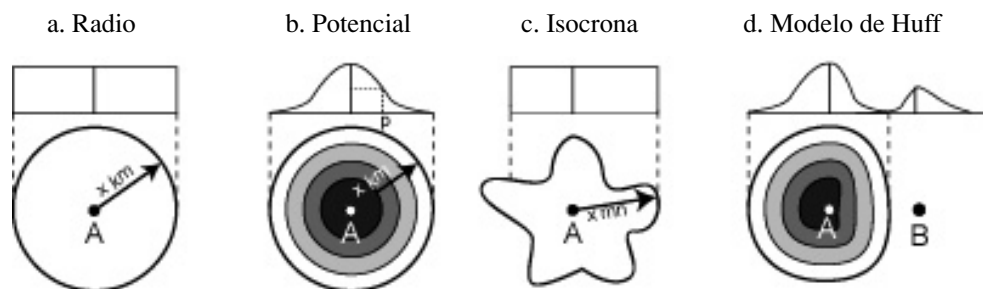 a. Radio
b. Potencial
c. Isocrona
d. Modelo de Huff
p
x km
A
x km
A
x mn
A
A
B